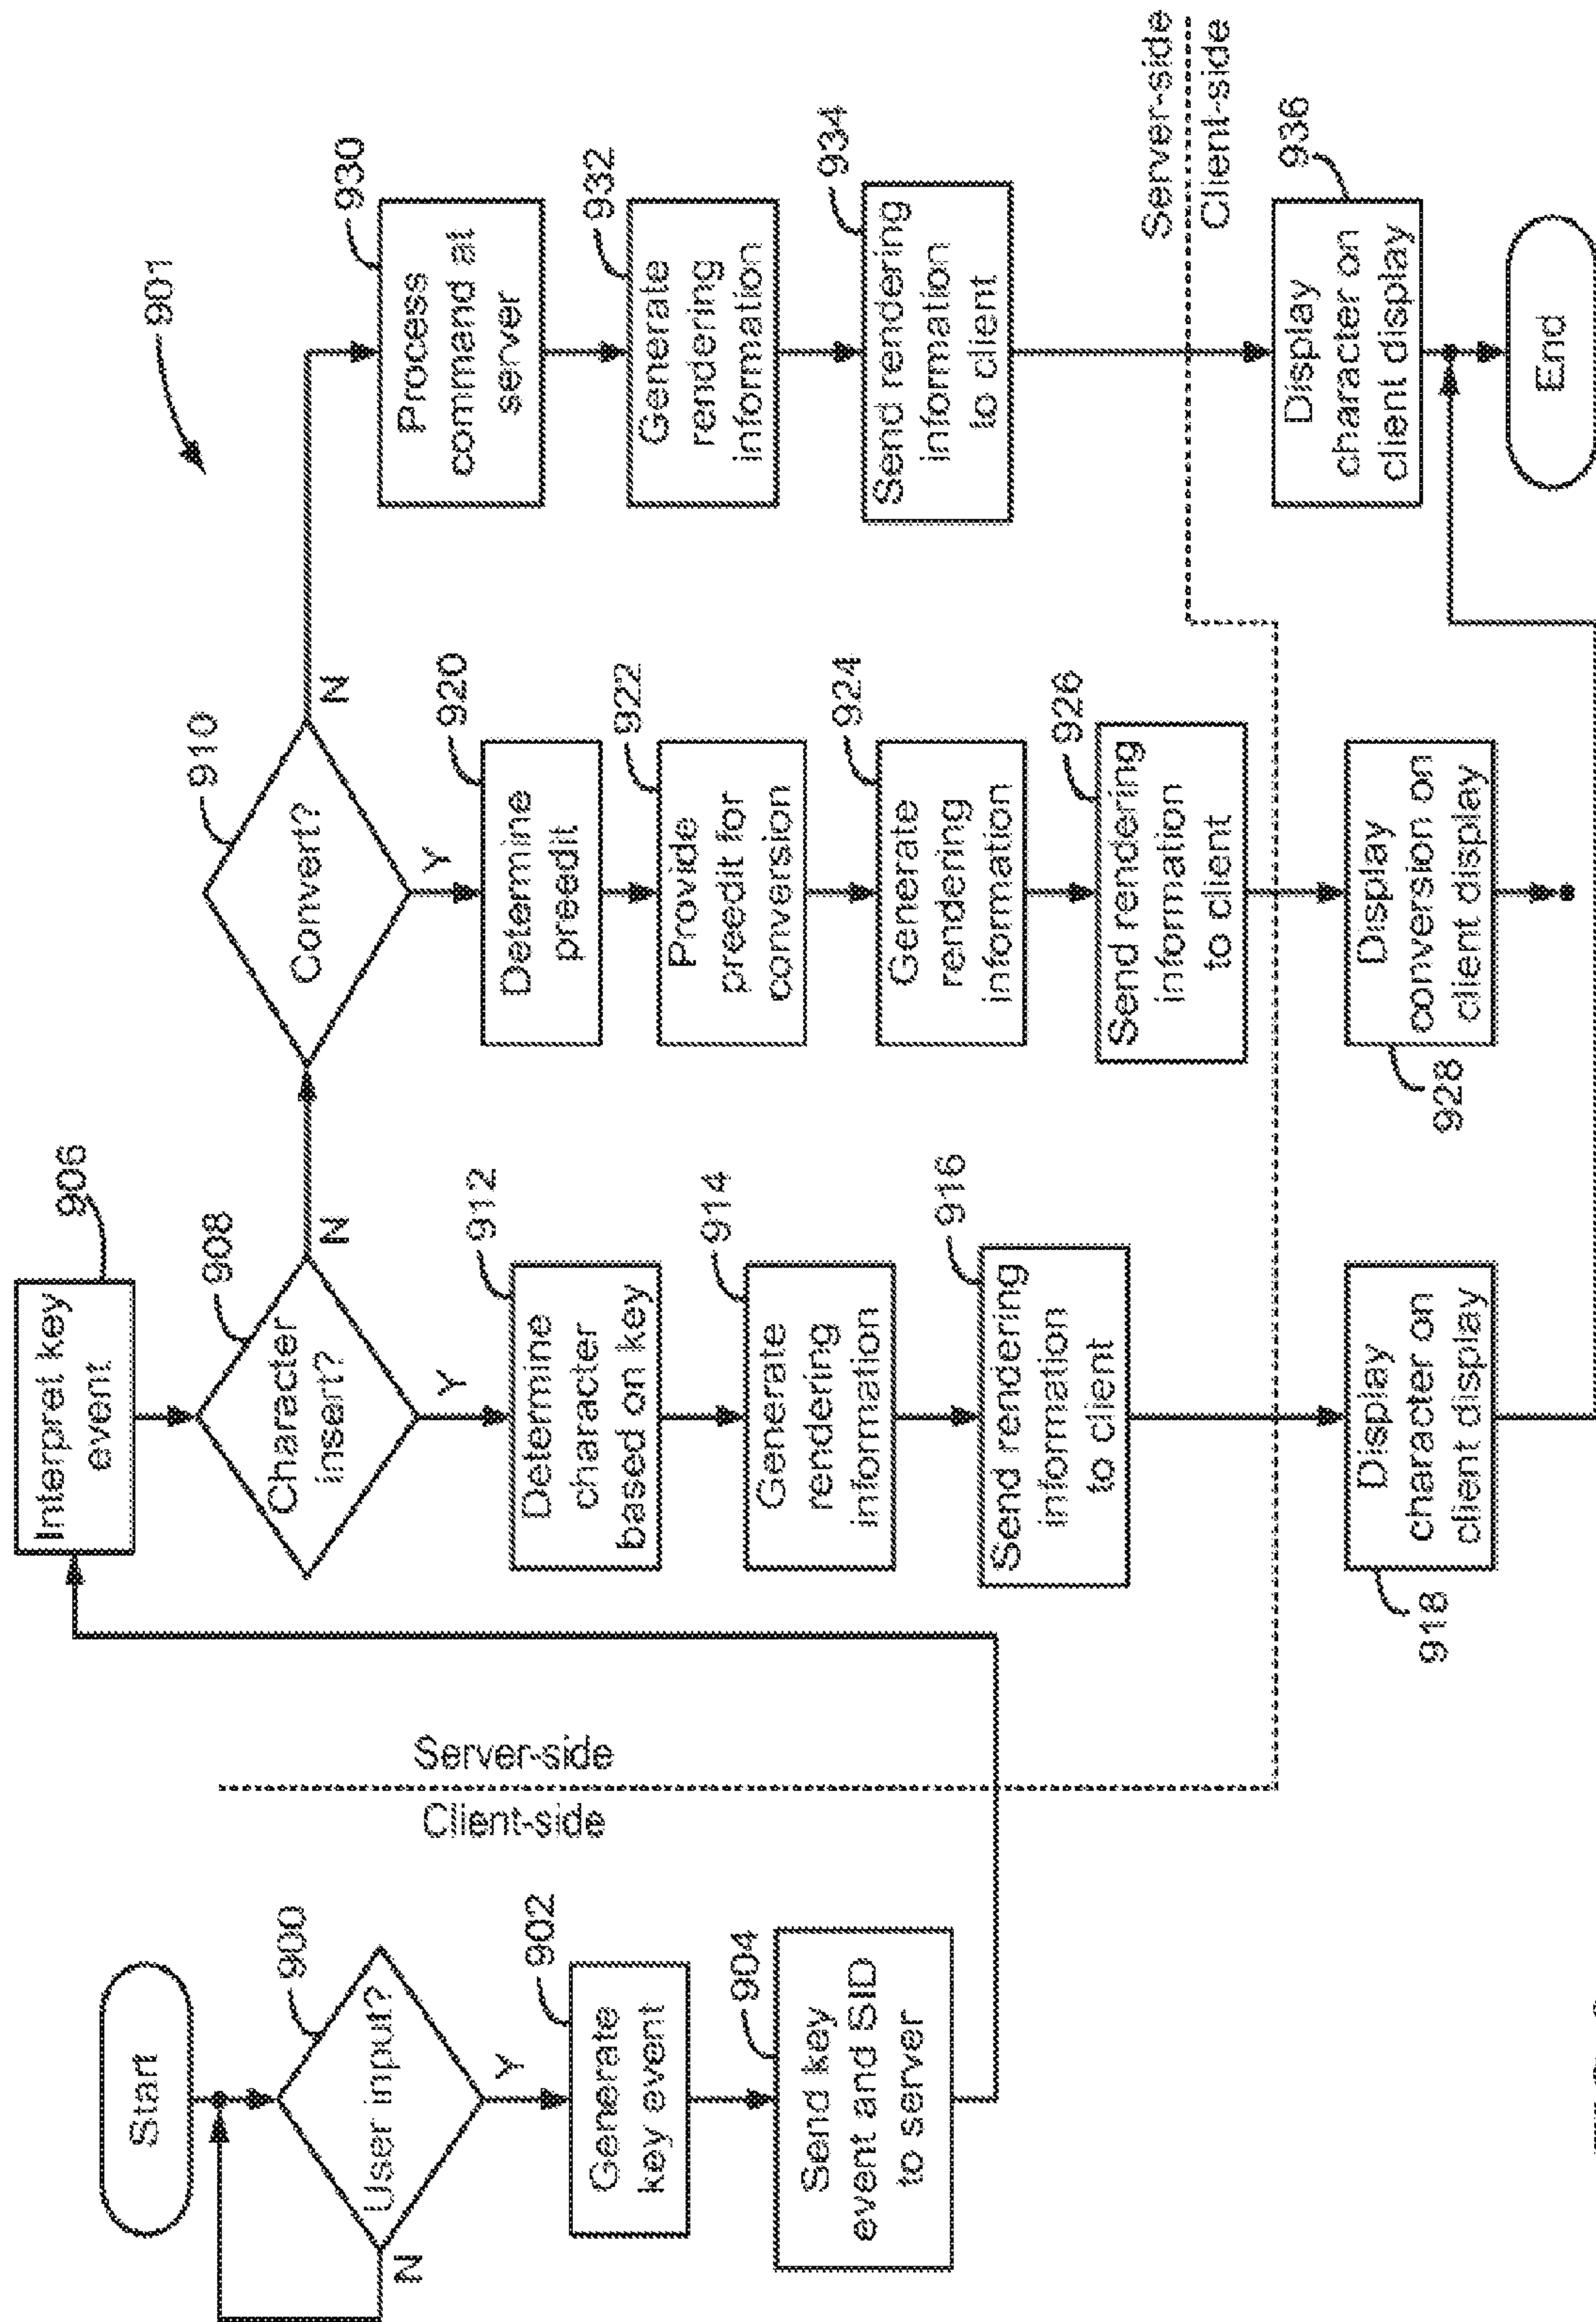 901
Start
900
User input?
N
Y
902
Generate
key event
904
Send key
event and SID
to server
Server-side
Client-side
906
Interpret key
event
908
Character
insert?
N
Y
912
Determine
character
based on key
914
Generate
rendering
information
916
Send rendering
information
to client
918
Display
character on
client display
910
Convert?
N
Y
920
Determine
preedit
922
Provide
preedit for
conversion
924
Generate
rendering
information
926
Send rendering
information
to client
928
Display
conversion on
client display
930
Process
command at
server
932
Generate
rendering
information
934
Send rendering
information
to client
Server-side
Client-side
936
Display
character on
client display
End